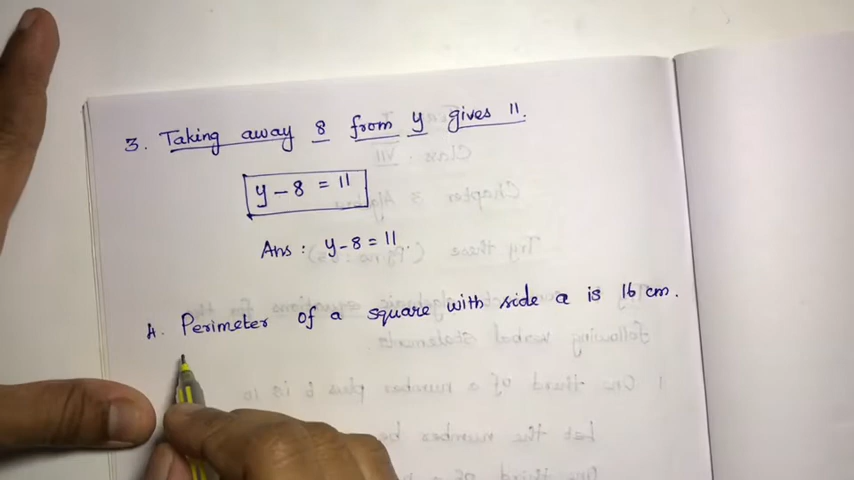 3. Taking away 8 from y gives 11.
y - 8 = 11
Ans : y - 8 = 11.
4. Perimeter of a square with side a is 16 cm.